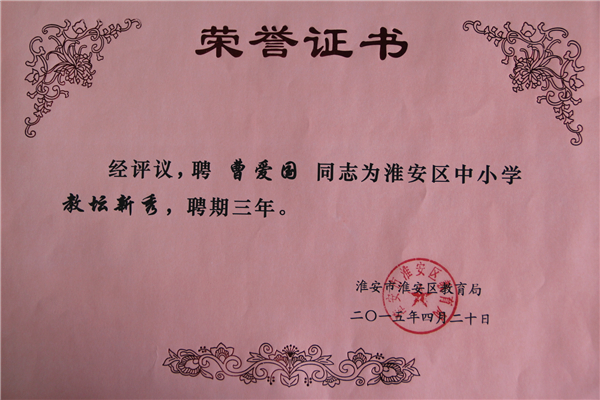 荣誉证书
经评议，聘 曹爱国 同志为淮安区中小学
教坛新秀，聘期三年。
淮安市淮安区教育局
二〇一五年四月二十日